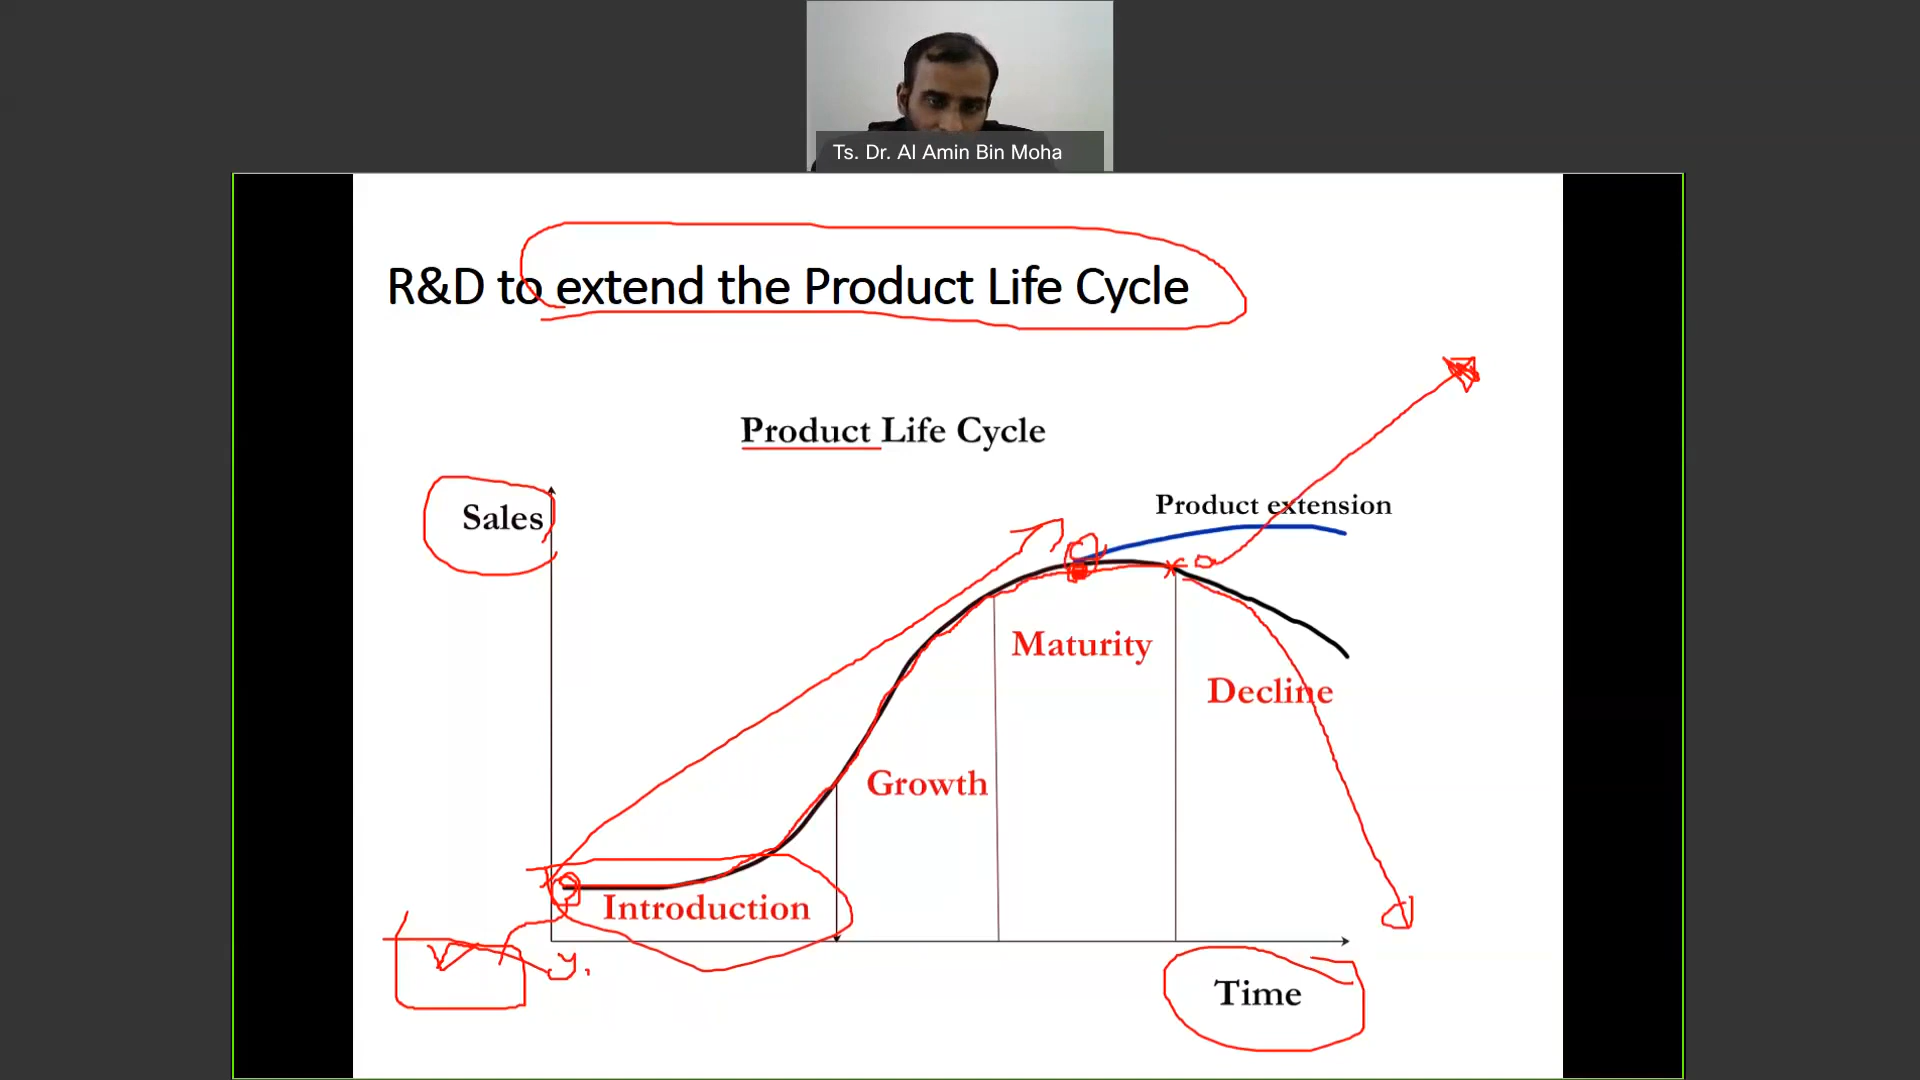 Ts. Dr. Al Amin Bin Moha
R&D to extend the Product Life Cycle
Product Life Cycle
Sales
Product extension
Maturity
Decline
Growth
Introduction
y.
Time